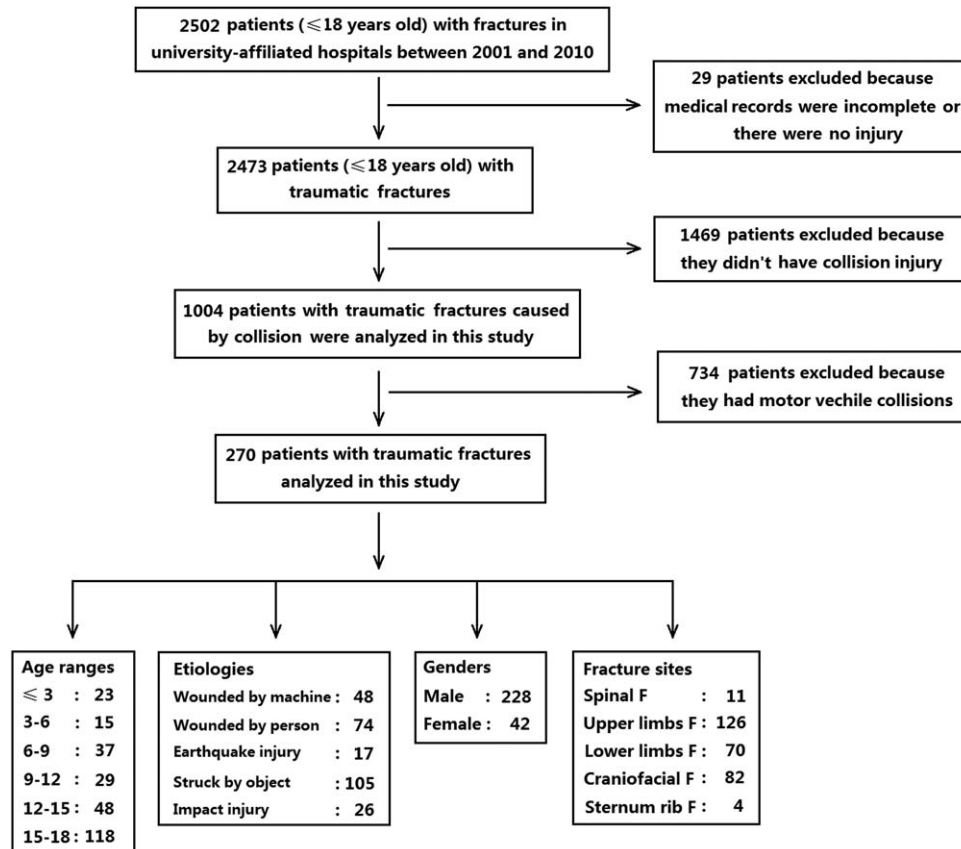 2502 patients (≤18 years old) with fractures in
university-affiliated hospitals between 2001 and 2010
29 patients excluded because
medical records were incomplete or
there were no injury
2473 patients (≤18 years old) with
traumatic fractures
1469 patients excluded because
they didn't have collision injury
1004 patients with traumatic fractures caused
by collision were analyzed in this study
734 patients excluded because
they had motor vechile collisions
270 patients with traumatic fractures
analyzed in this study
Age ranges
≤ 3 : 23
3-6 : 15
6-9 : 37
9-12 : 29
12-15 : 48
15-18 : 118
Etiologies
Wounded by machine : 48
Wounded by person : 74
Earthquake injury : 17
Struck by object : 105
Impact injury : 26
Genders
Male : 228
Female : 42
Fracture sites
Spinal F : 11
Upper limbs F : 126
Lower limbs F : 70
Craniofacial F : 82
Sternum rib F : 4